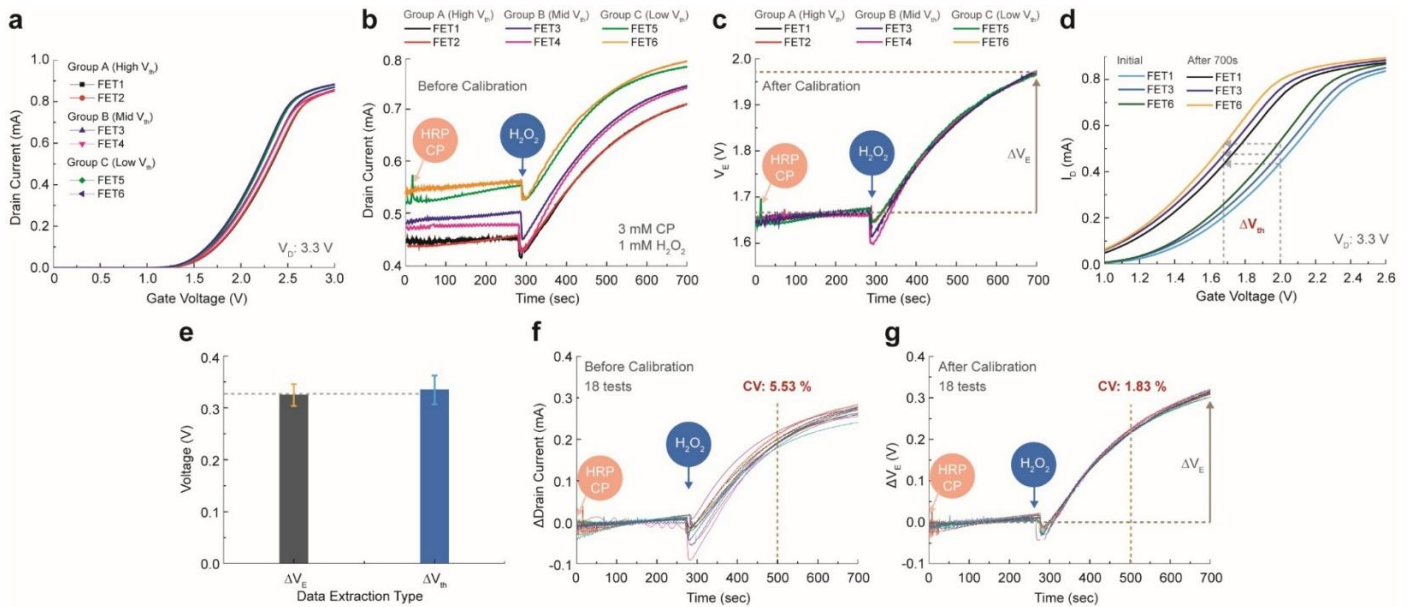 a
Group A (High Vth)
FET1
FET2
Group B (Mid Vth)
FET3
FET4
Group C (Low Vth)
FET5
FET6
VD: 3.3 V
Drain Current (mA)
1.0
0.8
0.6
0.4
0.2
0.0
0.0 0.5 1.0 1.5 2.0 2.5 3.0
Gate Voltage (V)
b
Group A (High Vth) Group B (Mid Vth) Group C (Low Vth)
FET1 FET3 FET5
FET2 FET4 FET6
Before Calibration
HRP
CP
H2O2
3 mM CP
1 mM H2O2
Drain Current (mA)
0.8
0.7
0.6
0.5
0.4
0 100 200 300 400 500 600 700
Time (sec)
c
Group A (High Vth) Group B (Mid Vth) Group C (Low Vth)
FET1 FET3 FET5
FET2 FET4 FET6
After Calibration
HRP
CP
H2O2
ΔVE
VE (V)
2.0
1.9
1.8
1.7
1.6
0 100 200 300 400 500 600 700
Time (sec)
d
Initial After 700s
FET1 FET1
FET3 FET3
FET6 FET6
ΔVth
VD: 3.3 V
ID (mA)
0.8
0.6
0.4
0.2
0.0
1.0 1.2 1.4 1.6 1.8 2.0 2.2 2.4 2.6
Gate Voltage (V)
e
Voltage (V)
0.4
0.3
0.2
0.1
0.0
ΔVE ΔVth
Data Extraction Type
f
Before Calibration
18 tests
CV: 5.53 %
HRP
CP
H2O2
ΔDrain Current (mA)
0.4
0.3
0.2
0.1
0.0
-0.1
0 100 200 300 400 500 600 700
Time (sec)
g
After Calibration
18 tests
CV: 1.83 %
HRP
CP
H2O2
ΔVE
ΔVE (V)
0.4
0.3
0.2
0.1
0.0
-0.1
0 100 200 300 400 500 600 700
Time (sec)